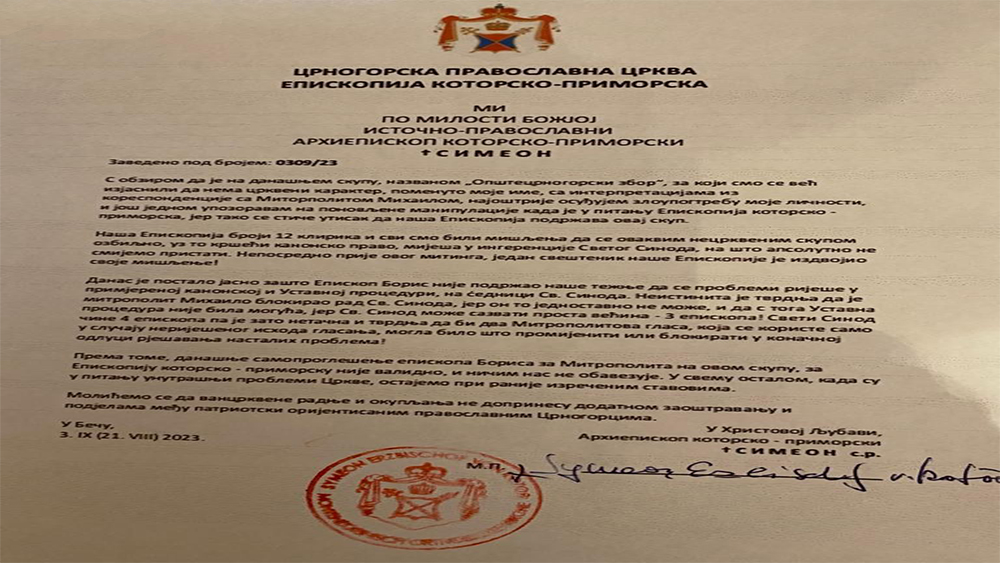 ЦРНОГОРСКА ПРАВОСЛАВНА ЦРКВА
ЕПИСКОПИЈА КОТОРСКО-ПРИМОРСКА
МИ
ПО МИЛОСТИ БОЖЈОЈ
ИСТОЧНО-ПРАВОСЛАВНИ
АРХИЕПИСКОП КОТОРСКО-ПРИМОРСКИ
†СИМЕОН
Заведено под бројем: 0309/23
С обзиром да је на данашњем скупу, названом „Општецрногорски збор“, за који смо се већ
изјаснили да нема црквени карактер, поменуто моје име, са интерпретацијама из
кореспонденције са Миторполитом Михаилом, најоштрије осуђујем злоупотребу моје личности,
и још једном упозоравам на поновљене манипулације када је у питању Епископија которско -
приморска, јер тако се стиче утисак да наша Епископија подржава овај скуп.
Наша Епископија броји 12 клирика и сви смо били мишљења да се оваквим нецрквеним скупом
озбиљно, уз то кршећи канонско право, мијеша у ингеренције Светог Синода, на што апсолутно не
смијемо пристати. Непосредно прије овог митинга, један свештеник наше Епископије је издвојио
своје мишљење!
Данас је постало јасно зашто Епископ Борис није подржао наше тежње да се проблеми ријеше у
примјереној канонској и Уставној процедури, на сједници Св. Синода. Неистинита је тврдња да је
митрополит Михаило блокирао рад Св. Синода, јер он то једноставно не може, и да с тога Уставна
процедура није била могућа, јер Св. Синод може сазвати проста већина - 3 епископа! Свети Синод
чине 4 епископа па је зато нетачна и тврдња да би два Митрополитова гласа, која се користе само
у случају неријешеног исхода гласања, могла било што промијенити или блокирати у коначној
одлуци рјешавања насталих проблема!
Према томе, данашње самопроглешење епископа Бориса за Митрополита на овом скупу, за
Епископију которско - приморску није валидно, и ничим нас не обавезује. У свему осталом, када су
у питању унутрашњи проблеми Цркве, остајемо при раније изреченим ставовима.
Молићемо се да ванцрквене радње и окупљања не допринесу додатном заоштравању и
подјелама међу патриотски оријентисаним православним Црногорцима.
У Бечу,
3. IX (21. VIII) 2023.
У Христовој Љубави,
Архиепископ которско - приморски
†СИМЕОН с.р.
М.П.
SYMEON ERZBISCHOF